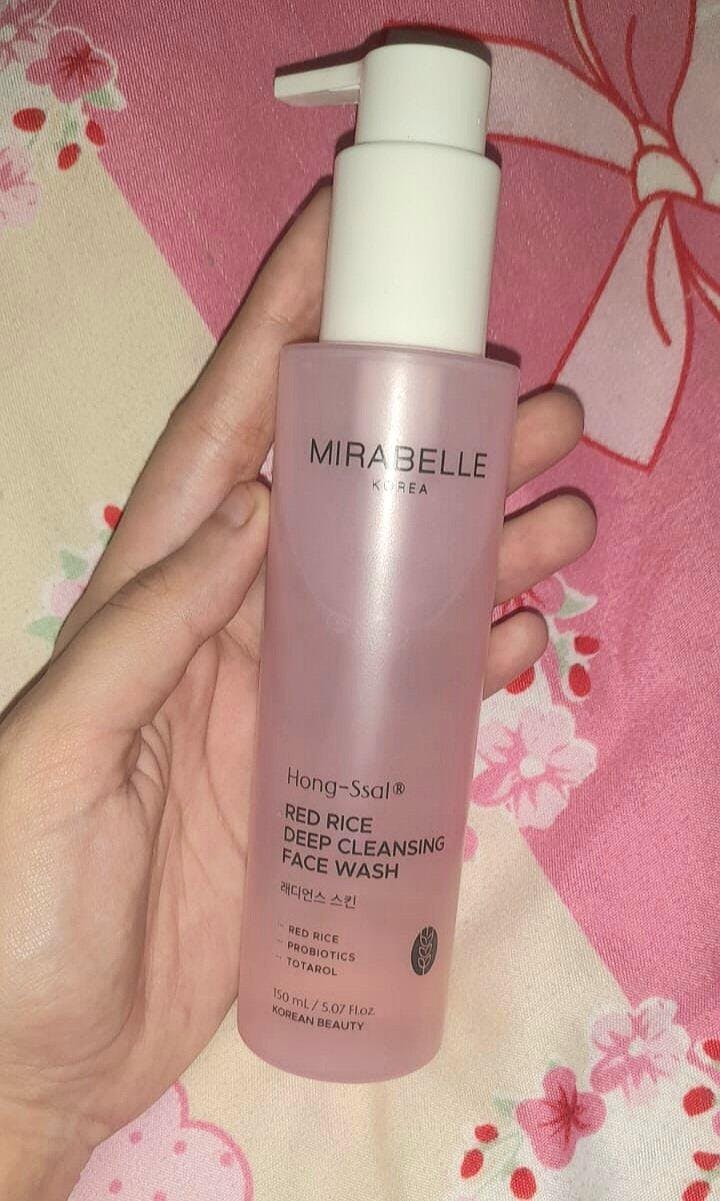 MIRABELLE
KOREA
Hong-Ssal®
RED RICE
DEEP CLEANSING
FACE WASH
래디언스 스킨
RED RICE
PROBIOTICS
TOTAROL
150 mL / 5.07 Fl.oz.
KOREAN BEAUTY